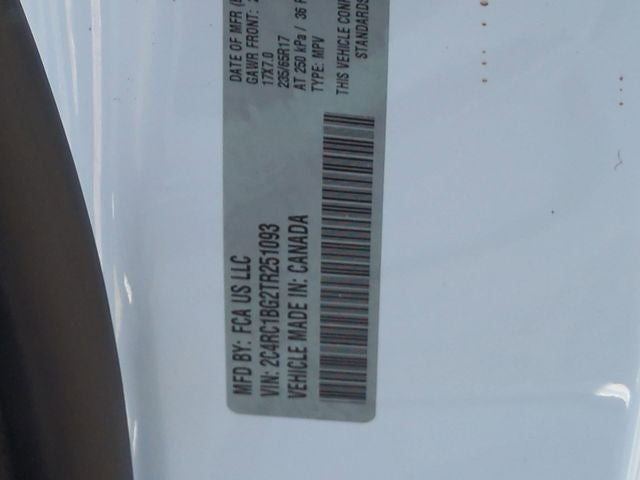 MFD BY: FCA US LLC
VIN: 2C4RC1BG2TR251093
VEHICLE MADE IN: CANADA
DATE OF MFR
GAWR FRONT:
17X7.0
235/65R17
AT 250 kPa / 36
TYPE: MPV
THIS VEHICLE
STANDARDS